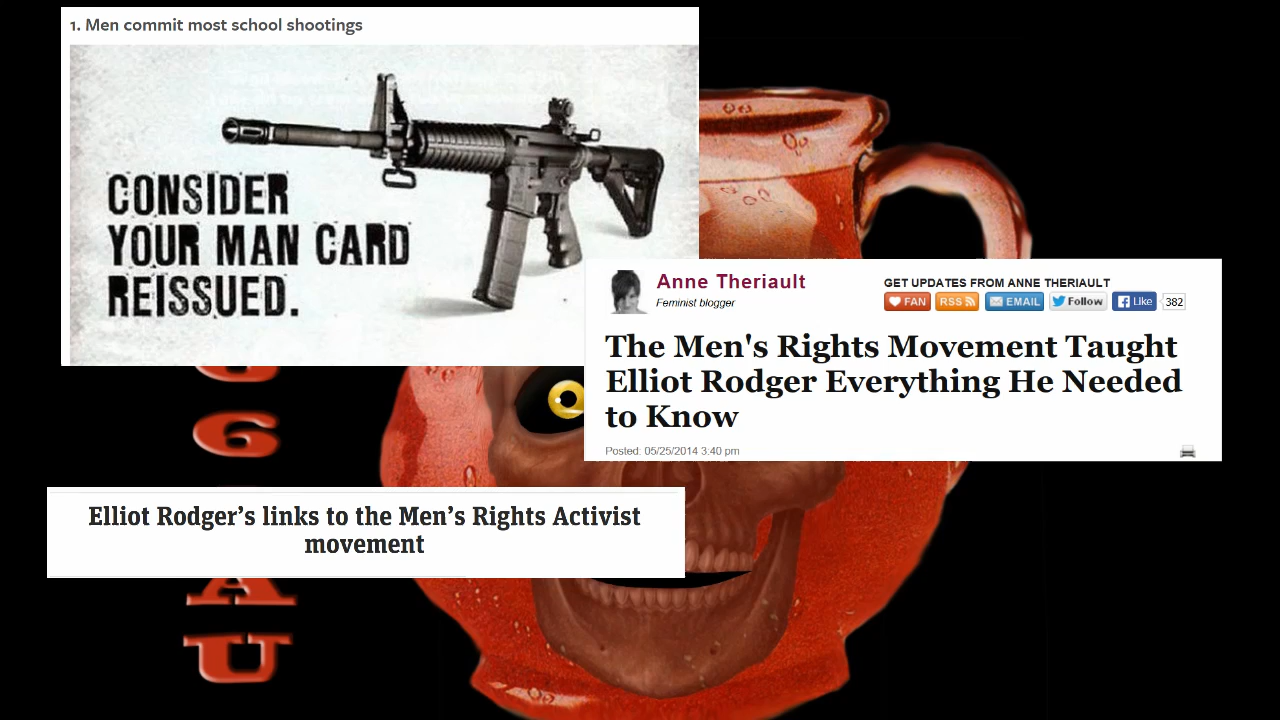 1. Men commit most school shootings
CONSIDER
YOUR MAN CARD
REISSUED.
Anne Theriault
Feminist blogger
GET UPDATES FROM ANNE THERIAULT
FAN
RSS
EMAIL
Follow
Like
382
The Men's Rights Movement Taught
Elliot Rodger Everything He Needed
to Know
Posted: 05/25/2014 3:40 pm
6
Elliot Rodger's links to the Men's Rights Activist
movement
A
U